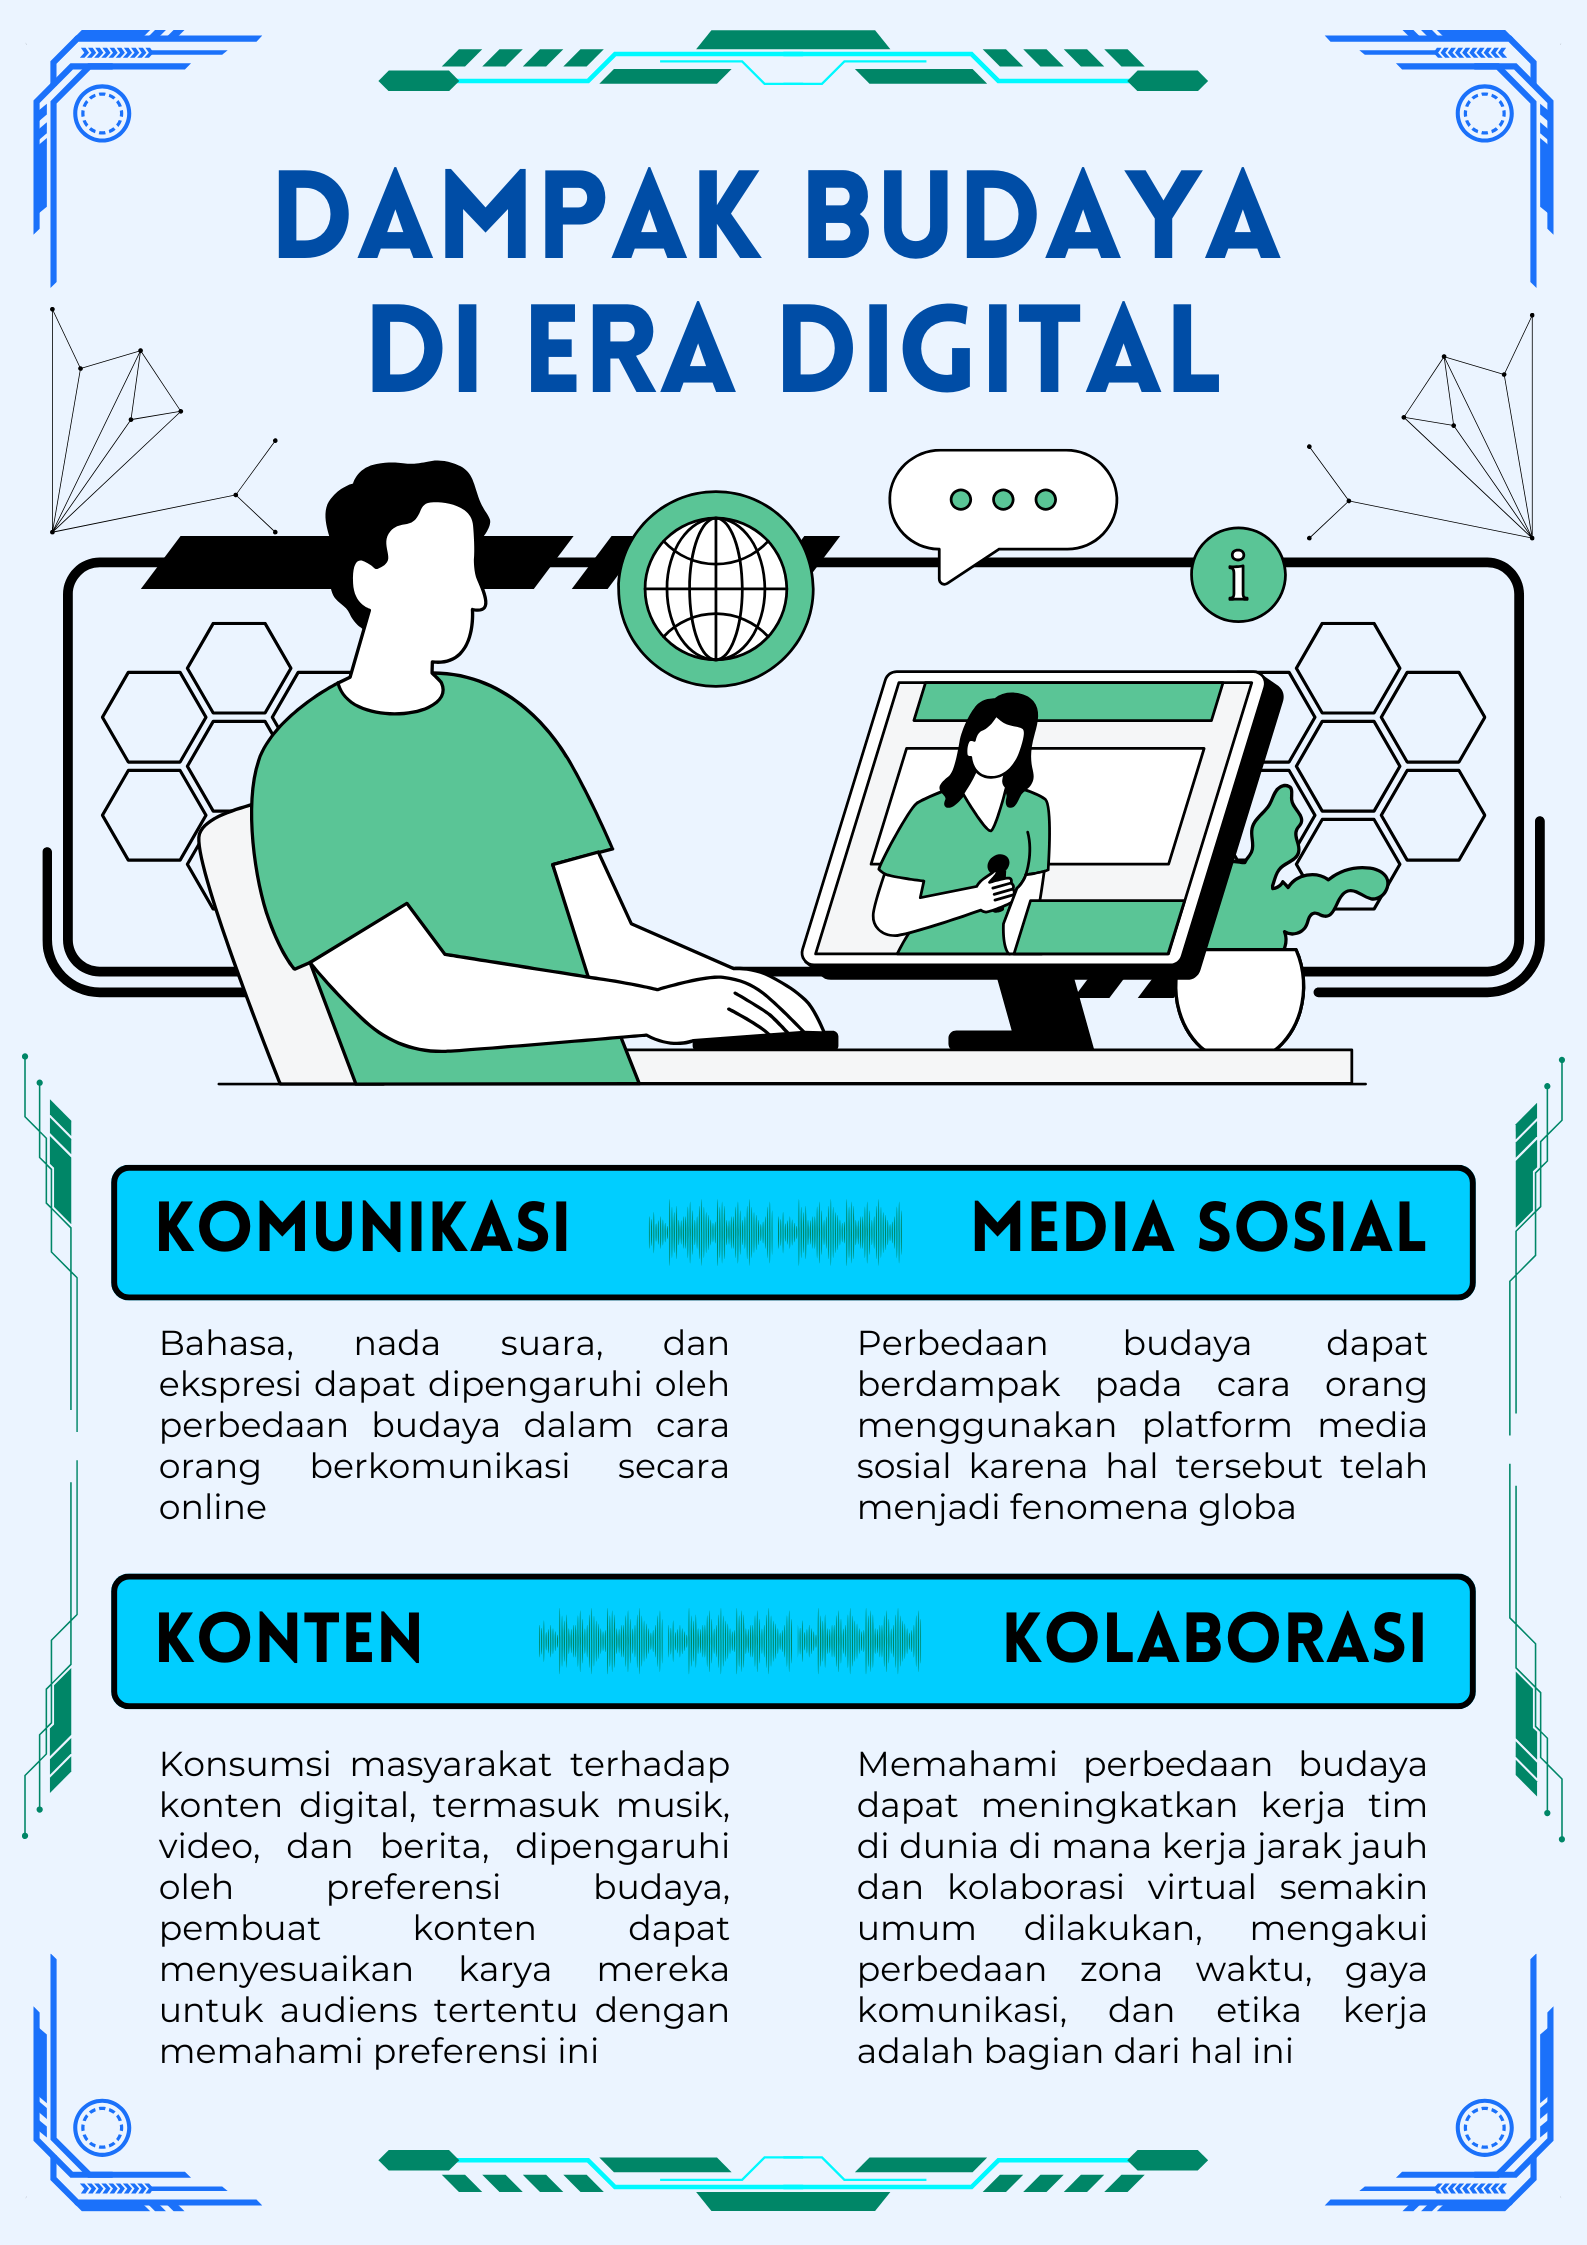 DAMPAK BUDAYA
DI ERA DIGITAL
i
KOMUNIKASI
Bahasa, nada suara, dan
ekspresi dapat dipengaruhi oleh
perbedaan budaya dalam cara
orang berkomunikasi secara
online
MEDIA SOSIAL
Perbedaan budaya dapat
berdampak pada cara orang
menggunakan platform media
sosial karena hal tersebut telah
menjadi fenomena globa
KONTEN
Konsumsi masyarakat terhadap
konten digital, termasuk musik,
video, dan berita, dipengaruhi
oleh preferensi budaya,
pembuat konten dapat
menyesuaikan karya mereka
untuk audiens tertentu dengan
memahami preferensi ini
KOLABORASI
Memahami perbedaan budaya
dapat meningkatkan kerja tim
di dunia di mana kerja jarak jauh
dan kolaborasi virtual semakin
umum dilakukan, mengakui
perbedaan zona waktu, gaya
komunikasi, dan etika kerja
adalah bagian dari hal ini